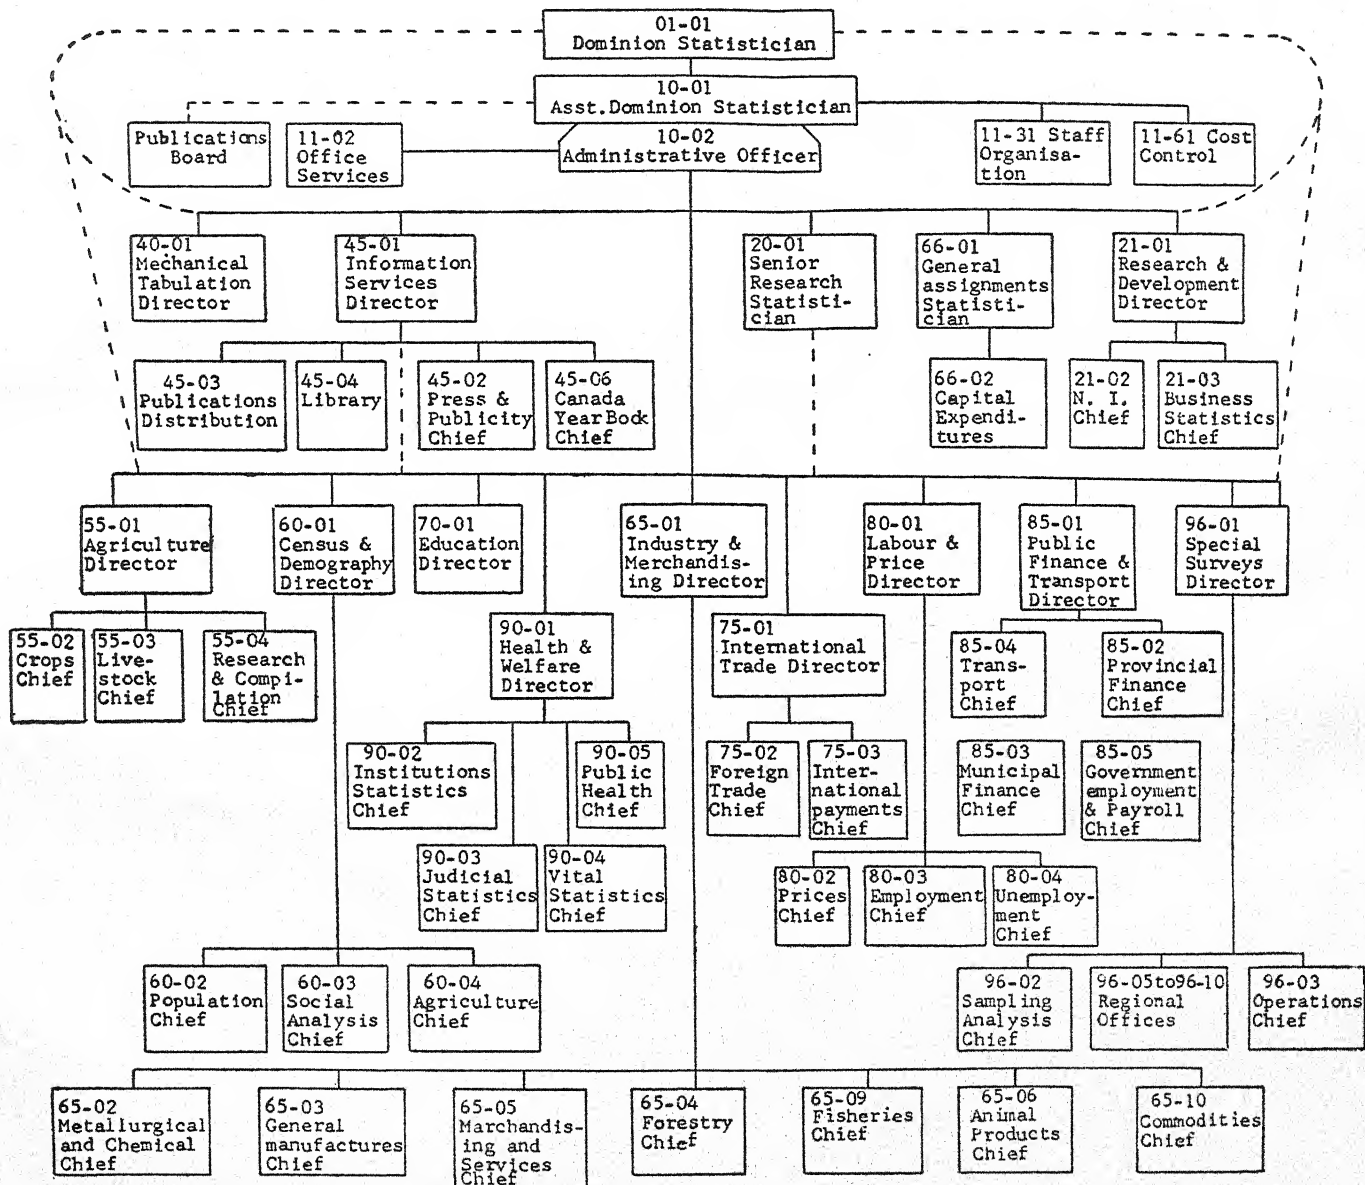 01-01
Dominion Statistician
10-01
Asst.Dominion Statistician
10-02
Administrative Officer
Publications
Board
11-02
Office
Services
11-31 Staff
Organisa-
tion
11-61 Cost
Control
40-01
Mechanical
Tabulation
Director
45-01
Information
Services
Director
20-01
Senior
Research
Statisti-
cian
66-01
General
assignments
Statisti-
cian
21-01
Research &
Development
Director
45-03
Publications
Distribution
45-04
Library
45-02
Press &
Publicity
Chief
45-06
Canada
YearBook
Chief
66-02
Capital
Expendi-
tures
21-02
N. I.
Chief
21-03
Business
Statistics
Chief
55-01
Agriculture
Director
60-01
Census &
Demography
Director
70-01
Education
Director
65-01
Industry &
Merchandis-
ing Director
80-01
Labour &
Price
Director
85-01
Public
Finance &
Transport
Director
96-01
Special
Surveys
Director
55-02
Crops
Chief
55-03
Live-
stock
Chief
55-04
Research
& Compi-
lation
Chief
90-01
Health &
Welfare
Director
75-01
International
Trade Director
85-04
Trans-
port
Chief
85-02
Provincial
Finance
Chief
90-02
Institutions
Statistics
Chief
90-05
Public
Health
Chief
75-02
Foreign
Trade
Chief
75-03
Inter-
national
payments
Chief
85-03
Municipal
Finance
Chief
85-05
Government
employment
& Payroll
Chief
90-03
Judicial
Statistics
Chief
90-04
Vital
Statistics
Chief
80-02
Prices
Chief
80-03
Employment
Chief
80-04
Unemploy-
ment
Chief
60-02
Population
Chief
60-03
Social
Analysis
Chief
60-04
Agriculture
Chief
96-02
Sampling
Analysis
Chief
96-05to96-10
Regional
Offices
96-03
Operations
Chief
65-02
Metallurgical
and Chemical
Chief
65-03
General
manufactures
Chief
65-05
Marchandis-
ing and
Services
Chief
65-04
Forestry
Chief
65-09
Fisheries
Chief
65-06
Animal
Products
Chief
65-10
Commodities
Chief